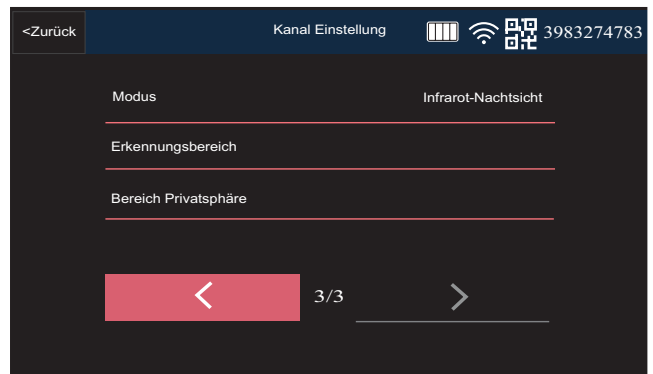 <Zurück
Kanal Einstellung
3983274783
Modus
Infrarot-Nachtsicht
Erkennungsbereich
Bereich Privatsphäre
3/3